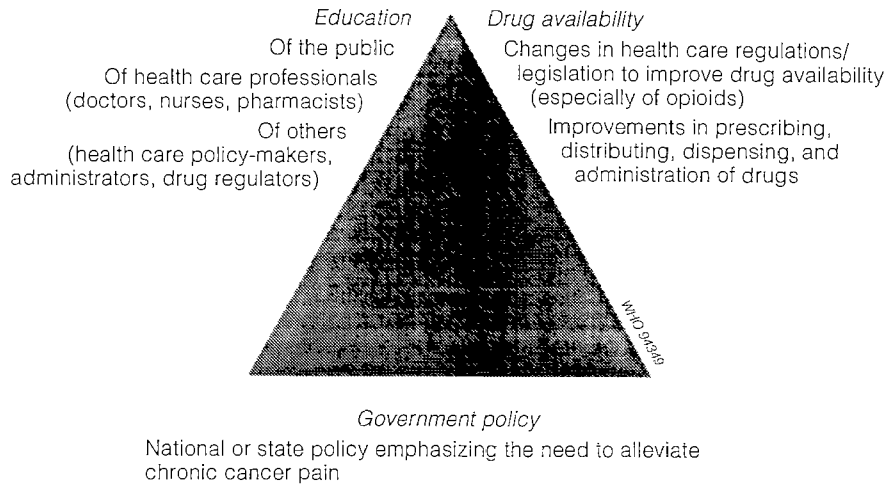 Education
Of the public
Of health care professionals
(doctors, nurses, pharmacists)
Of others
(health care policy-makers,
administrators, drug regulators)
Drug availability
Changes in health care regulations/
legislation to improve drug availability
(especially of opioids)
Improvements in prescribing,
distributing, dispensing, and
administration of drugs
WHO 94349
Government policy
National or state policy emphasizing the need to alleviate
chronic cancer pain